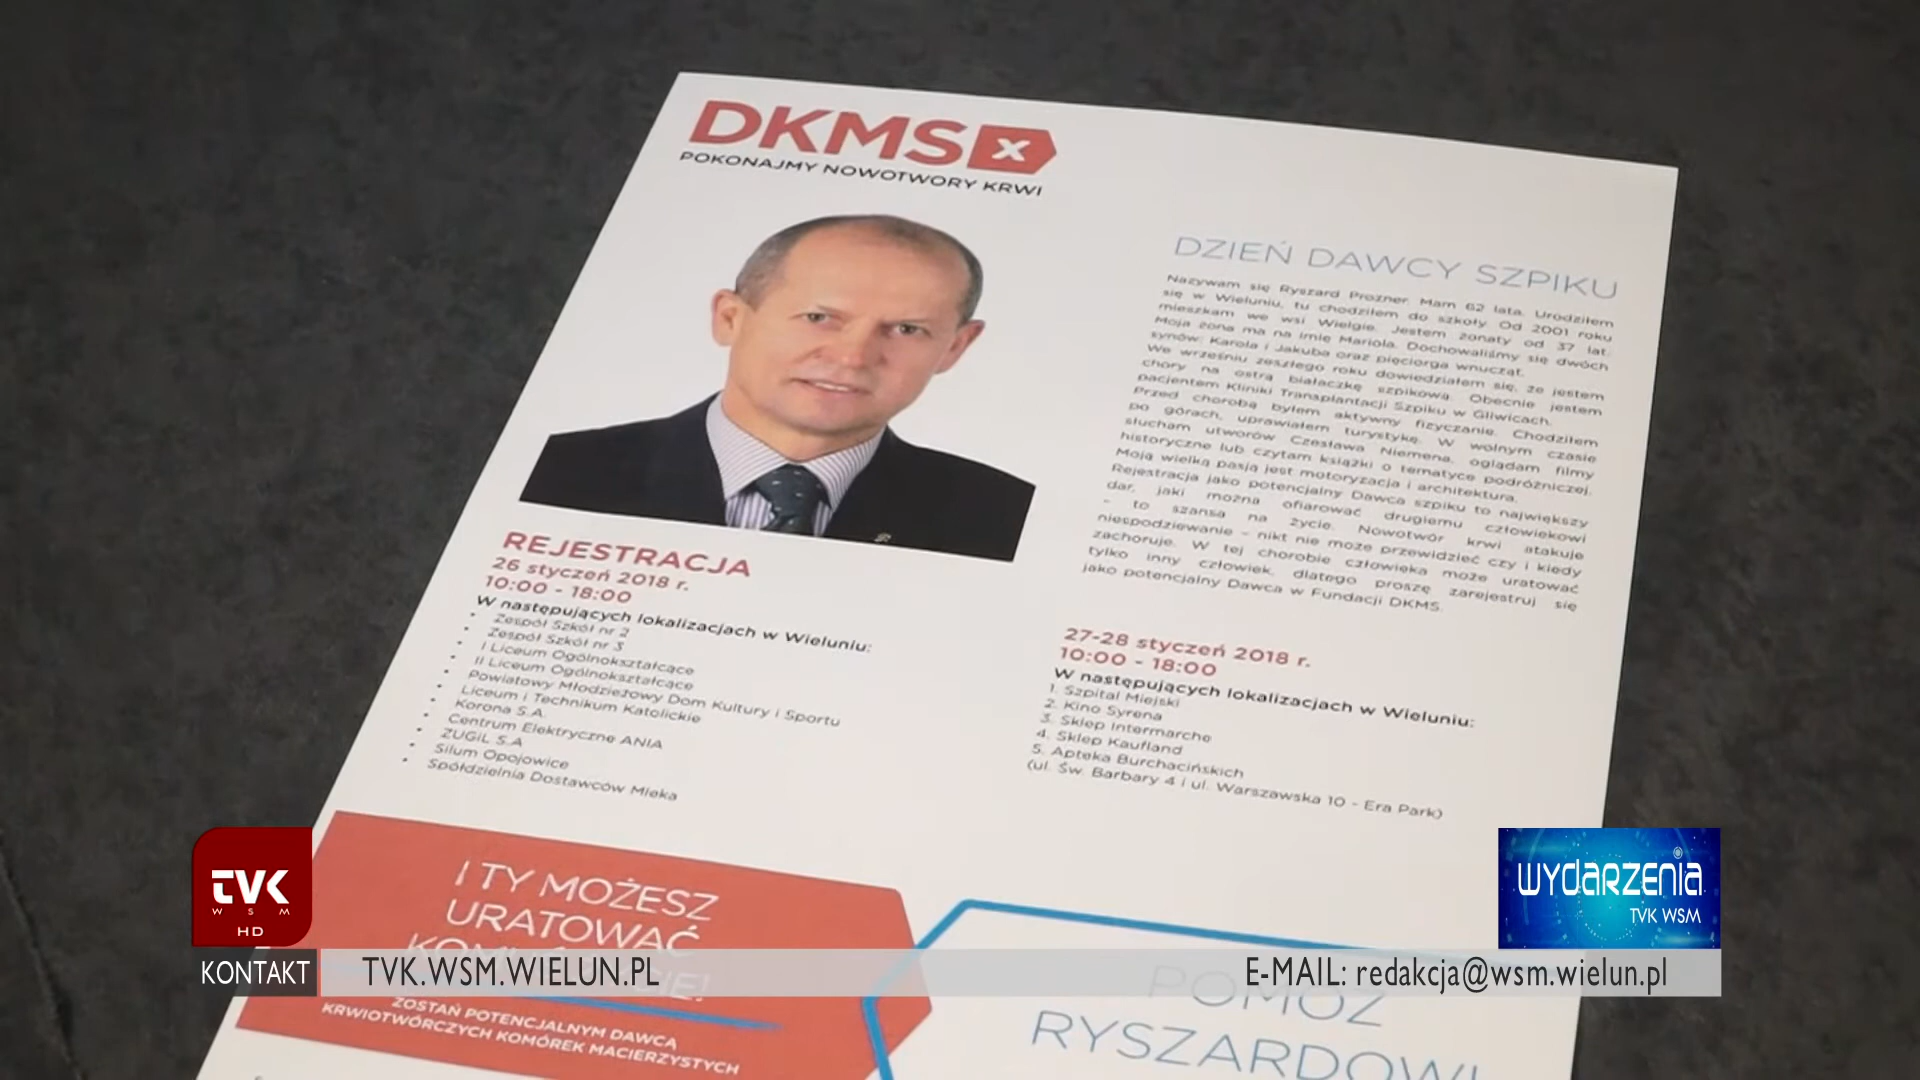 DKMS x
POKONAJMY NOWOTWORY KRWI
DZIEŃ DAWCY SZPIKU
Nazywam się Ryszard Prozner. Mam 62 lata. Urodziłem
się w Wieluniu, tu chodziłem do szkoły. Od 2001 roku
mieszkam we wsi Wielgie. Jestem żonaty od 37 lat.
Moja żona ma na imię Mariola. Dochowaliśmy się dwóch
synów: Karola i Jakuba oraz pięciorga wnucząt.
We wrześniu zeszłego roku dowiedziałem się, że jestem
chory na ostrą białaczkę szpikową. Obecnie jestem
pacjentem Kliniki Transplantacji Szpiku w Gliwicach.
Przed chorobą byłem aktywny fizycznie. Chodziłem
po górach, uprawiałem turystykę. W wolnym czasie
słucham utworów Czesława Niemena, oglądam filmy
historyczne lub czytam książki o tematyce podróżniczej.
Moją wielką pasją jest motoryzacja i architektura.
Rejestracja jako potencjalny Dawca szpiku to największy
dar, jaki można ofiarować drugiemu człowiekowi
– to szansa na życie. Nowotwór krwi atakuje
niespodziewanie – nikt nie może przewidzieć czy i kiedy
zachoruje. W tej chorobie człowieka może uratować
tylko inny człowiek, dlatego proszę zarejestruj się
jako potencjalny Dawca w Fundacji DKMS.
REJESTRACJA
26 styczeń 2018 r.
10:00 - 18:00
W następujących lokalizacjach w Wieluniu:
• Zespół Szkół nr 2
• Zespół Szkół nr 3
• I Liceum Ogólnokształcące
• II Liceum Ogólnokształcące
• Powiatowy Młodzieżowy Dom Kultury i Sportu
• Liceum i Technikum Katolickie
• Korona S.A.
• Centrum Elektryczne ANIA
• ZUGiL S.A
• Silum Opojowice
• Spółdzielnia Dostawców Mleka
27-28 styczeń 2018 r.
10:00 - 18:00
W następujących lokalizacjach w Wieluniu:
1. Szpital Miejski
2. Kino Syrena
3. Sklep Intermarche
4. Sklep Kaufland
5. Apteka Burchacińskich
(ul. Św. Barbary 4 i ul. Warszawska 10 - Era Park)
I TY MOŻESZ
URATOWAĆ
KOMUŚ ŻYCIE!
ZOSTAŃ POTENCJALNYM DAWCĄ
KRWIOTWÓRCZYCH KOMÓREK MACIERZYSTYCH
POMÓŻ
RYSZARDOWI
TVK
WSM
HD
WYDARZENIA
TVK WSM
KONTAKT TVK.WSM.WIELUN.PL E-MAIL: redakcja@wsm.wielun.pl